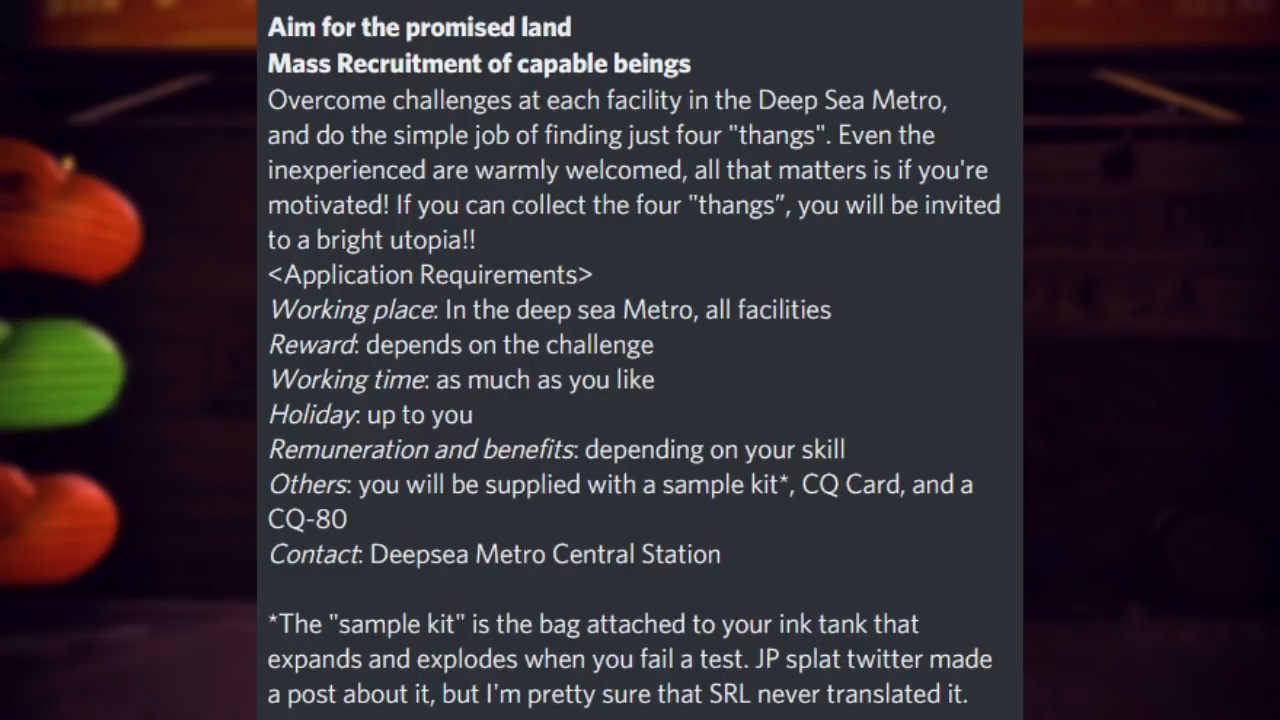 Aim for the promised land
Mass Recruitment of capable beings
Overcome challenges at each facility in the Deep Sea Metro,
and do the simple job of finding just four "thangs". Even the
inexperienced are warmly welcomed, all that matters is if you're
motivated! If you can collect the four "thangs”, you will be invited
to a bright utopia!!
<Application Requirements>
Working place: In the deep sea Metro, all facilities
Reward: depends on the challenge
Working time: as much as you like
Holiday: up to you
Remuneration and benefits: depending on your skill
Others: you will be supplied with a sample kit*, CQ Card, and a
CQ-80
Contact: Deepsea Metro Central Station
*The "sample kit" is the bag attached to your ink tank that
expands and explodes when you fail a test. JP splat twitter made
a post about it, but I'm pretty sure that SRL never translated it.